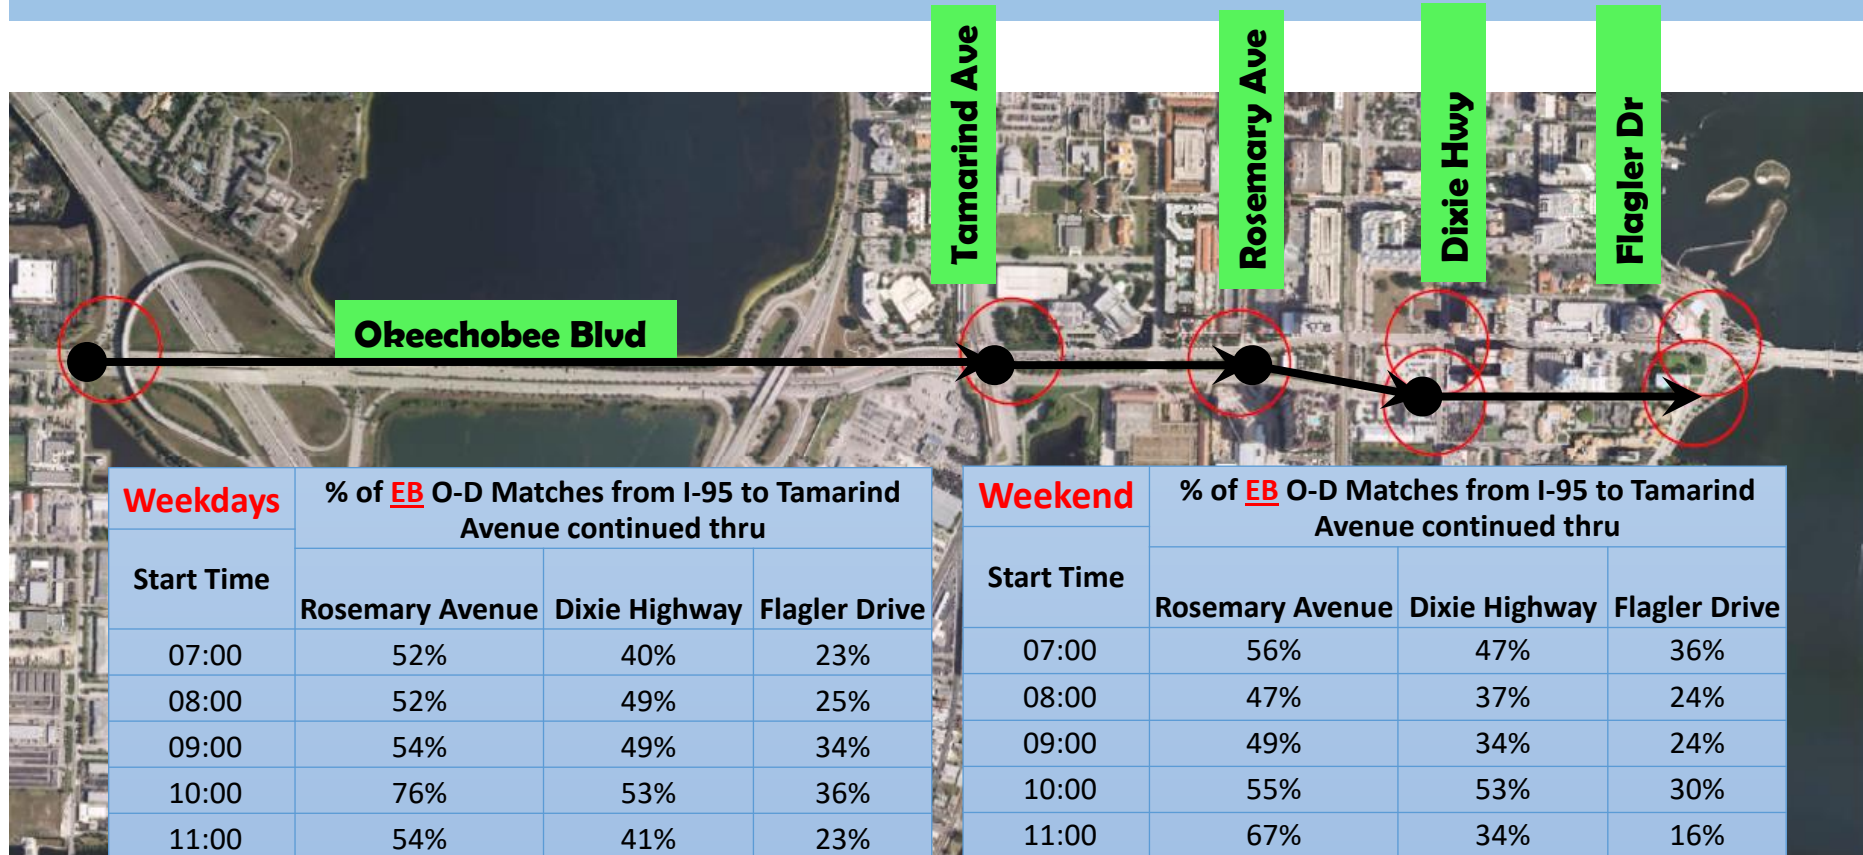 Tamarind Ave
Rosemary Ave
Dixie Hwy
Flagler Dr
Okeechobee Blvd
Weekdays
% of EB O-D Matches from I-95 to Tamarind
Avenue continued thru
Start Time
Rosemary Avenue Dixie Highway Flagler Drive
07:00 52% 40% 23%
08:00 52% 49% 25%
09:00 54% 49% 34%
10:00 76% 53% 36%
11:00 54% 41% 23%
Weekend
% of EB O-D Matches from I-95 to Tamarind
Avenue continued thru
Start Time
Rosemary Avenue Dixie Highway Flagler Drive
07:00 56% 47% 36%
08:00 47% 37% 24%
09:00 49% 34% 24%
10:00 55% 53% 30%
11:00 67% 34% 16%